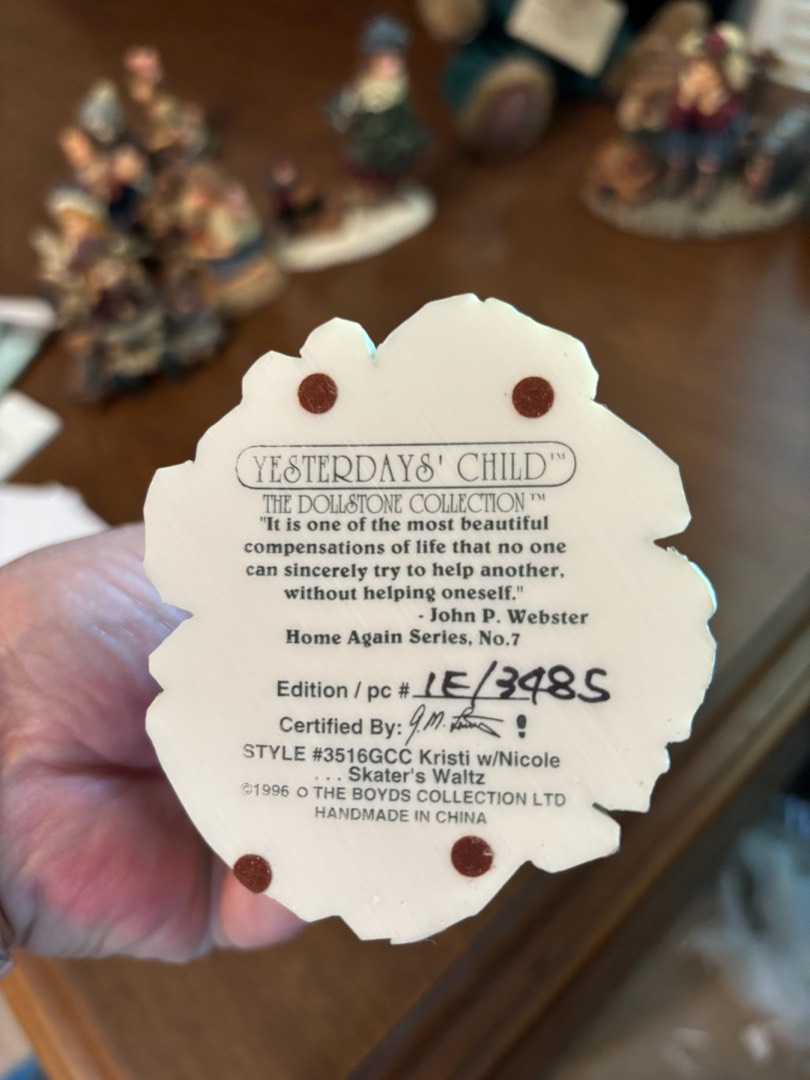 YESTERDAYS' CHILD™
THE DOLLSTONE COLLECTION™
"It is one of the most beautiful
compensations of life that no one
can sincerely try to help another,
without helping oneself."
- John P. Webster
Home Again Series, No.7
Edition / pc # 1E/3485
Certified By:
STYLE #3516GCC Kristi w/Nicole
. . . Skater's Waltz
©1996 THE BOYDS COLLECTION LTD
HANDMADE IN CHINA